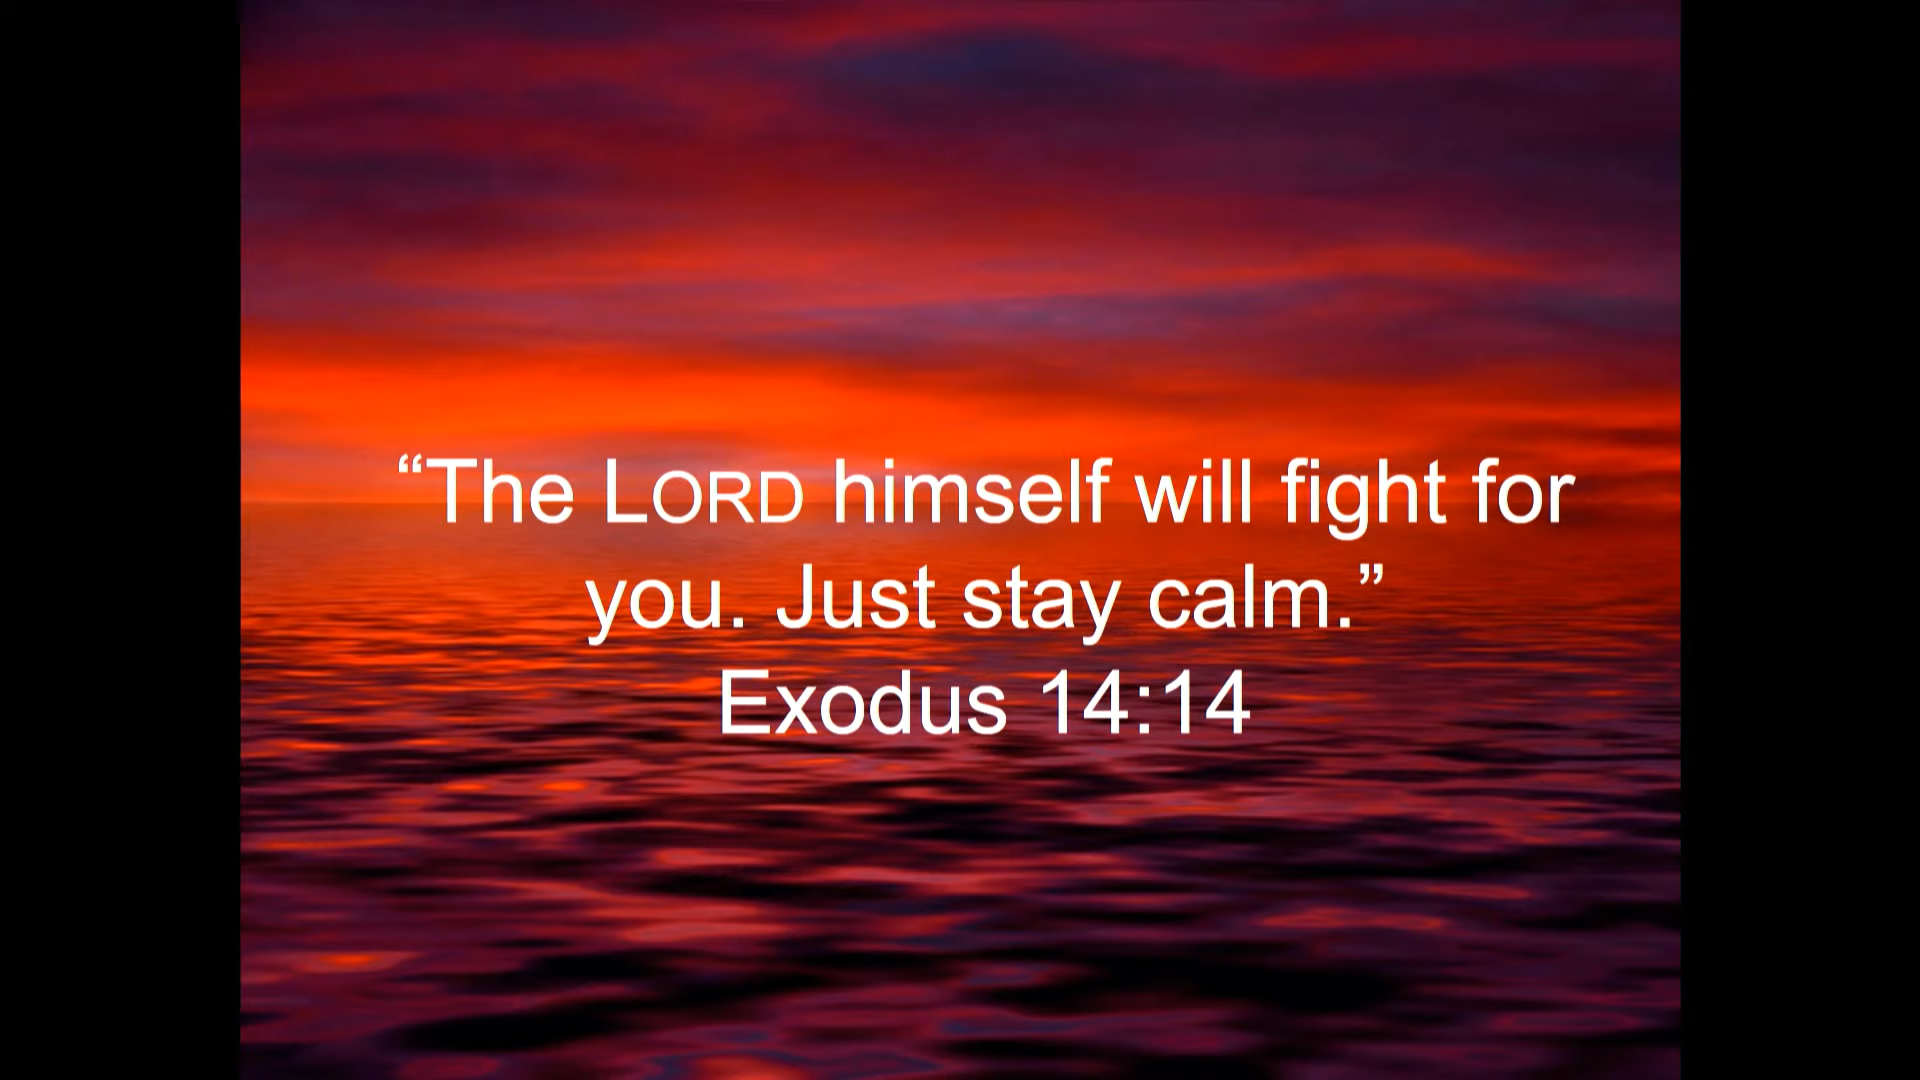 “The LORD himself will fight for
you. Just stay calm.”
Exodus 14:14